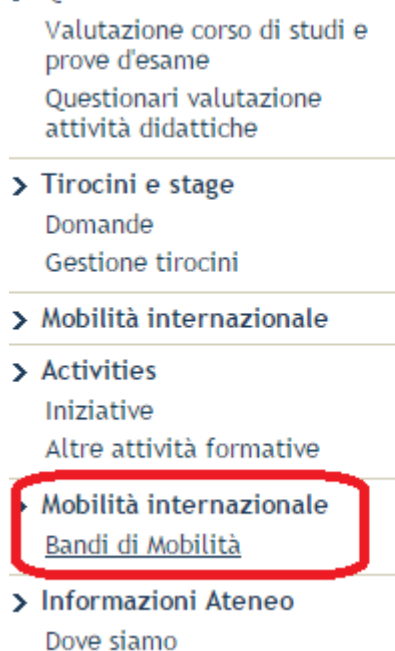 Valutazione corso di studi e
prove d'esame
Questionari valutazione
attività didattiche
Tirocini e stage
Domande
Gestione tirocini
Mobilità internazionale
Activities
Iniziative
Altre attività formative
Mobilità internazionale
Bandi di Mobilità
Informazioni Ateneo
Dove siamo